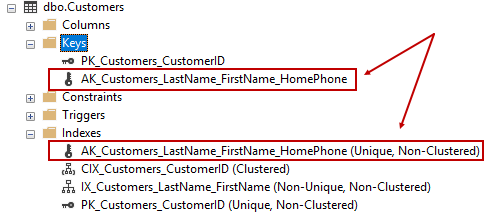 dbo.Customers
Columns
Keys
PK_Customers_CustomerID
AK_Customers_LastName_FirstName_HomePhone
Constraints
Triggers
Indexes
AK_Customers_LastName_FirstName_HomePhone (Unique, Non-Clustered)
CIX_Customers_CustomerID (Clustered)
IX_Customers_LastName_FirstName (Non-Unique, Non-Clustered)
PK_Customers_CustomerID (Unique, Non-Clustered)